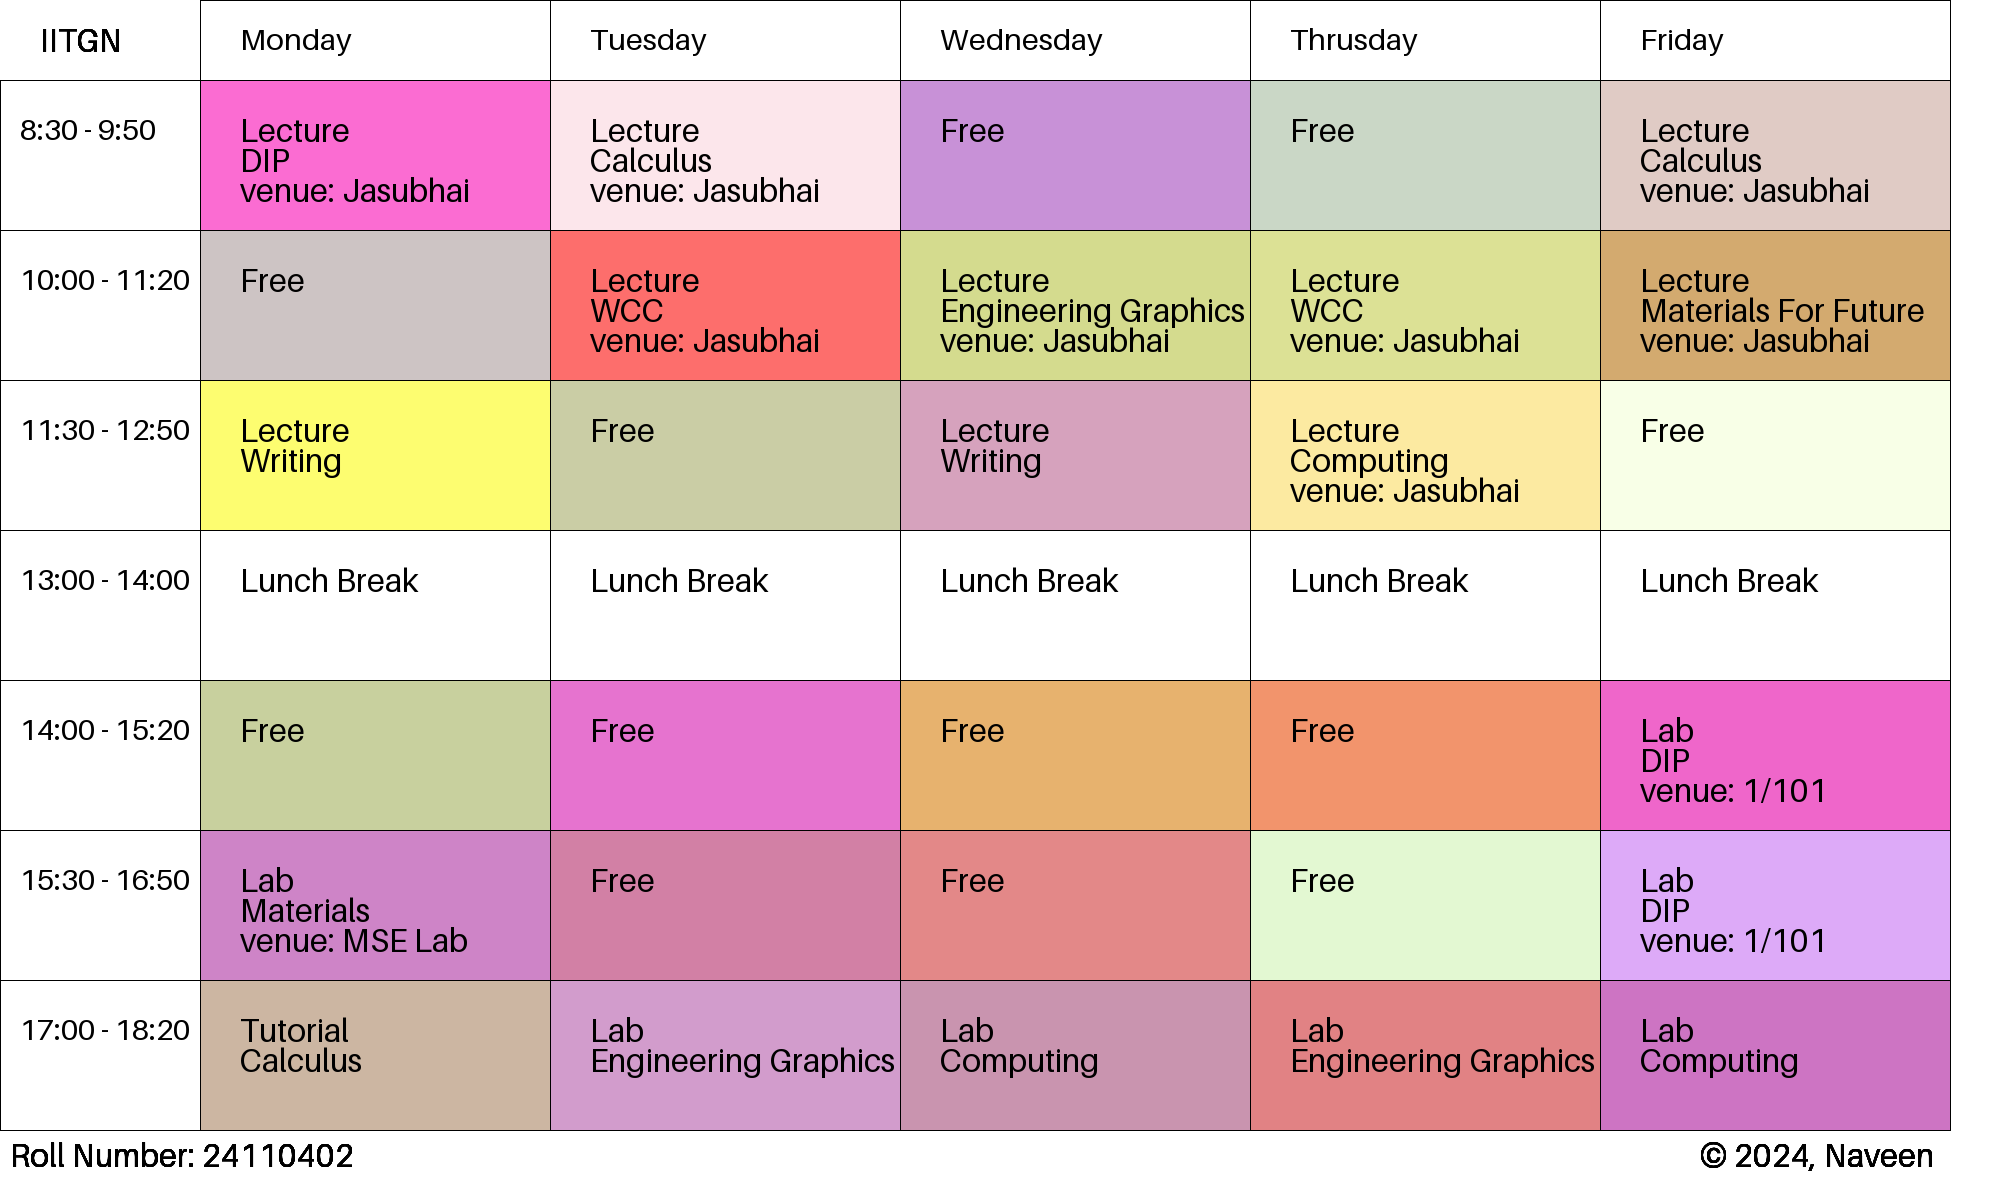 IITGN
Monday
Tuesday
Wednesday
Thrusday
Friday
8:30 - 9:50
Lecture
DIP
venue: Jasubhai
Lecture
Calculus
venue: Jasubhai
Free
Free
Lecture
Calculus
venue: Jasubhai
10:00 - 11:20
Free
Lecture
WCC
venue: Jasubhai
Lecture
Engineering Graphics
venue: Jasubhai
Lecture
WCC
venue: Jasubhai
Lecture
Materials For Future
venue: Jasubhai
11:30 - 12:50
Lecture
Writing
Free
Lecture
Writing
Lecture
Computing
venue: Jasubhai
Free
13:00 - 14:00
Lunch Break
Lunch Break
Lunch Break
Lunch Break
Lunch Break
14:00 - 15:20
Free
Free
Free
Free
Lab
DIP
venue: 1/101
15:30 - 16:50
Lab
Materials
venue: MSE Lab
Free
Free
Free
Lab
DIP
venue: 1/101
17:00 - 18:20
Tutorial
Calculus
Lab
Engineering Graphics
Lab
Computing
Lab
Engineering Graphics
Lab
Computing
Roll Number: 24110402
© 2024, Naveen